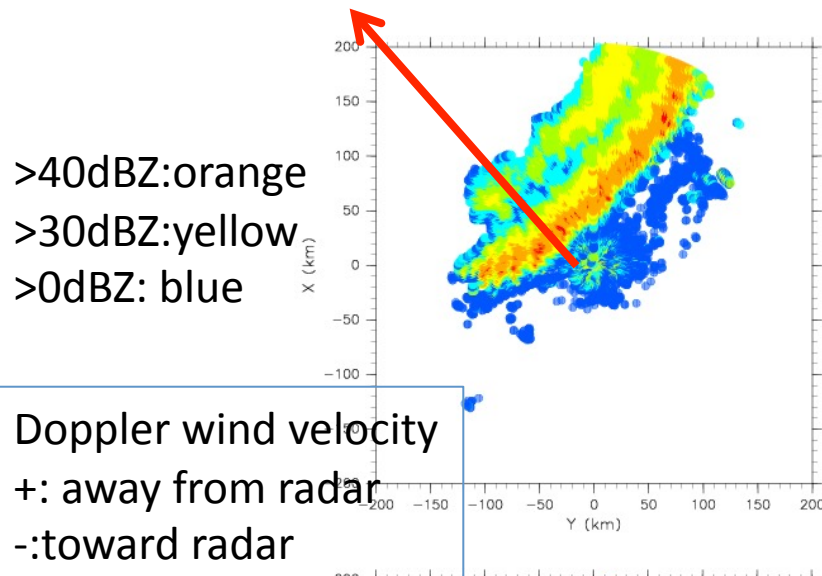 >40dBZ:orange
>30dBZ:yellow
>0dBZ: blue
Doppler wind velocity
+: away from radar
-:toward radar
200
150
100
50
0
−50
−100
X (km)
−200 −150 −100 −50 0 50 100 150 200
Y (km)